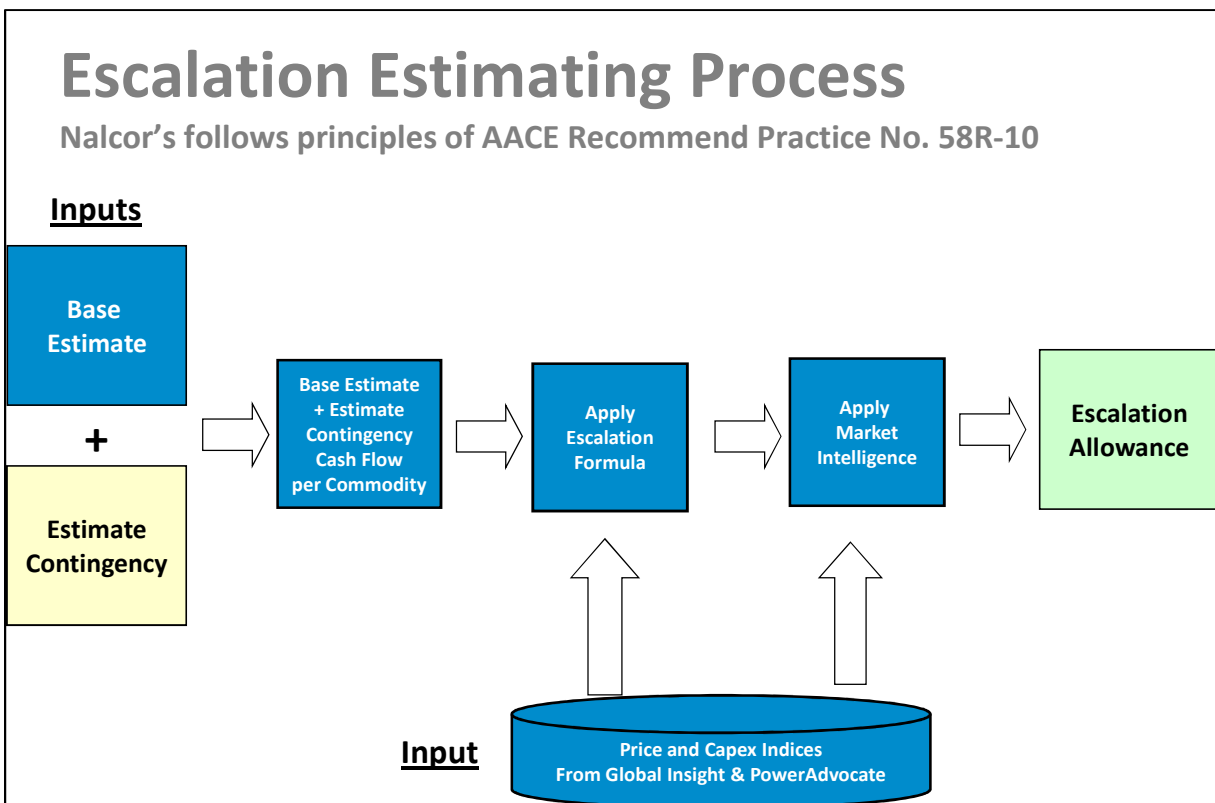 Escalation Estimating Process
Nalcor’s follows principles of AACE Recommend Practice No. 58R-10
Inputs
Base
Estimate
+
Estimate
Contingency
Base Estimate
+ Estimate
Contingency
Cash Flow
per Commodity
Apply
Escalation
Formula
Apply
Market
Intelligence
Escalation
Allowance
Input
Price and Capex Indices
From Global Insight & PowerAdvocate